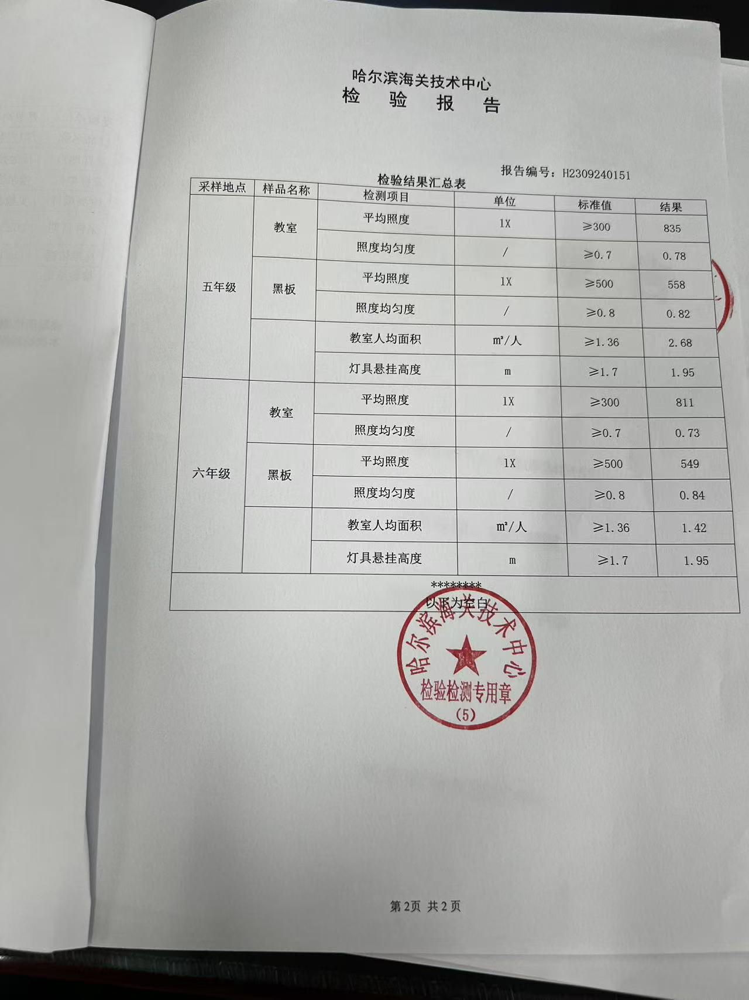 哈尔滨海关技术中心
检 验 报 告
报告编号：H2309240151
检验结果汇总表
采样地点 样品名称 检测项目 单位 标准值 结果
五年级 教室 平均照度 1X ≥300 835
照度均匀度 / ≥0.7 0.78
黑板 平均照度 1X ≥500 558
照度均匀度 / ≥0.8 0.82
教室人均面积 m²/人 ≥1.36 2.68
灯具悬挂高度 m ≥1.7 1.95
六年级 教室 平均照度 1X ≥300 811
照度均匀度 / ≥0.7 0.73
黑板 平均照度 1X ≥500 549
照度均匀度 / ≥0.8 0.84
教室人均面积 m²/人 ≥1.36 1.42
灯具悬挂高度 m ≥1.7 1.95
********
以下为空白
哈尔滨海关技术中心
检验检测专用章
(5)
第 2页 共 2 页